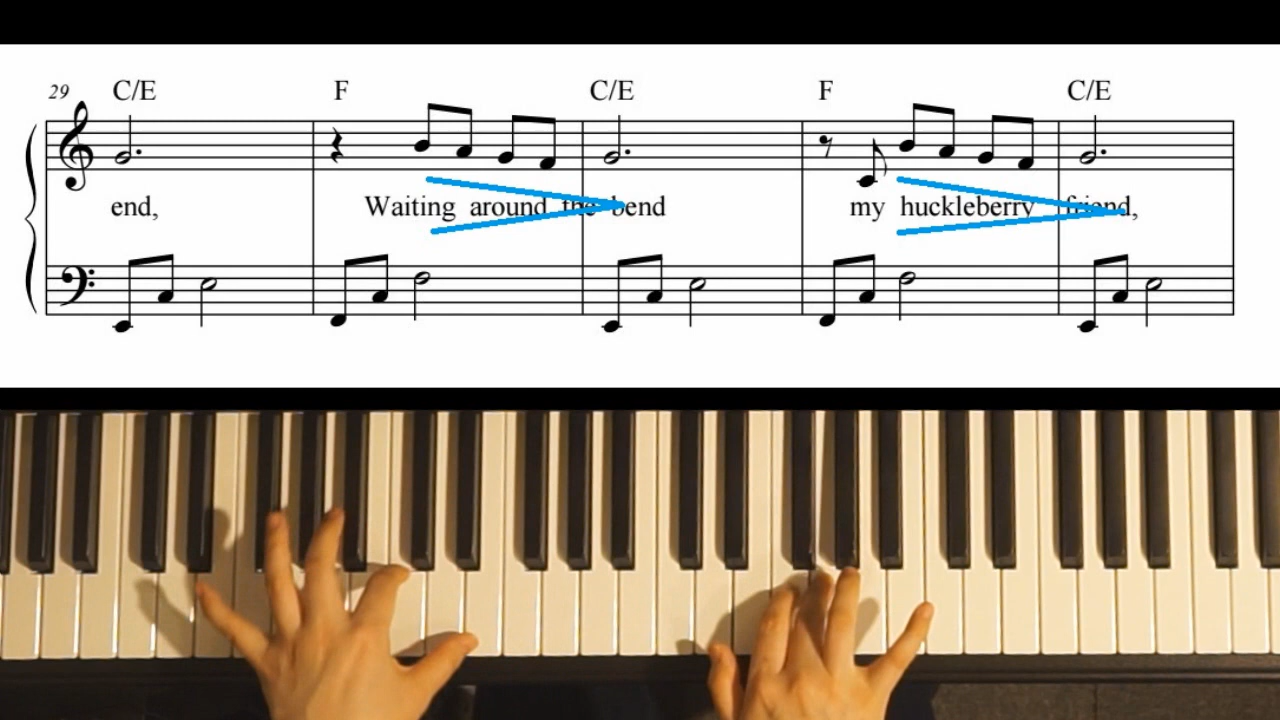 29 C/E F C/E F C/E
end, Waiting around the bend my huckleberry friend,